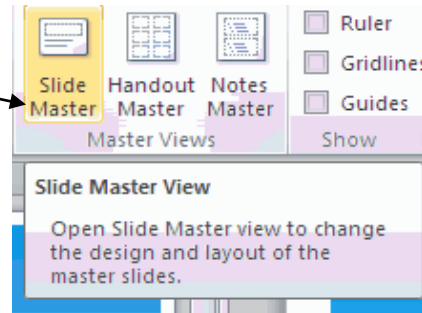 Slide Master
Handout Master
Notes Master
Master Views
Ruler
Gridlines
Guides
Show
Slide Master View
Open Slide Master view to change
the design and layout of the
master slides.